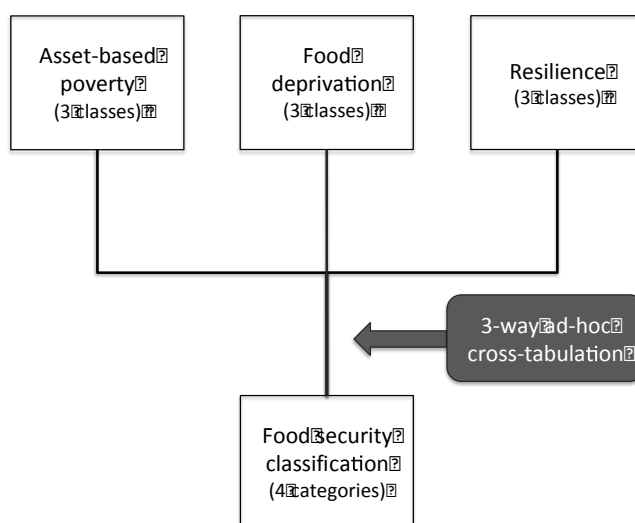 Asset-based
poverty
(3 classes)
Food
deprivation
(3 classes)
Resilience
(3 classes)
3-way ad-hoc
cross-tabulation
Food security
classification
(4 categories)